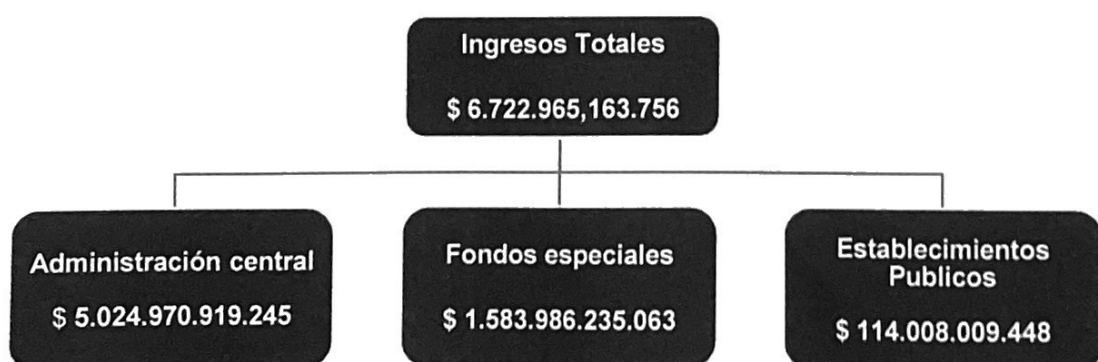 Ingresos Totales
$ 6.722.965,163.756
Administración central
$ 5.024.970.919.245
Fondos especiales
$ 1.583.986.235.063
Establecimientos
Publicos
$ 114.008.009.448